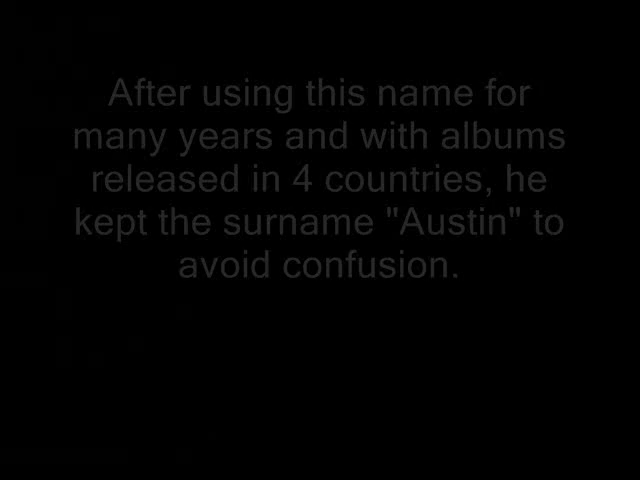 After using this name for
many years and with albums
released in 4 countries, he
kept the surname "Austin" to
avoid confusion.